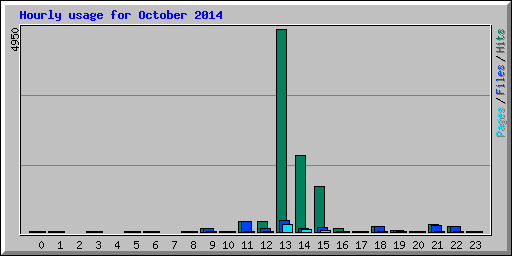 Hourly usage for October 2014
4950
Pages/Files/Hits
0 1 2 3 4 5 6 7 8 9 10 11 12 13 14 15 16 17 18 19 20 21 22 23